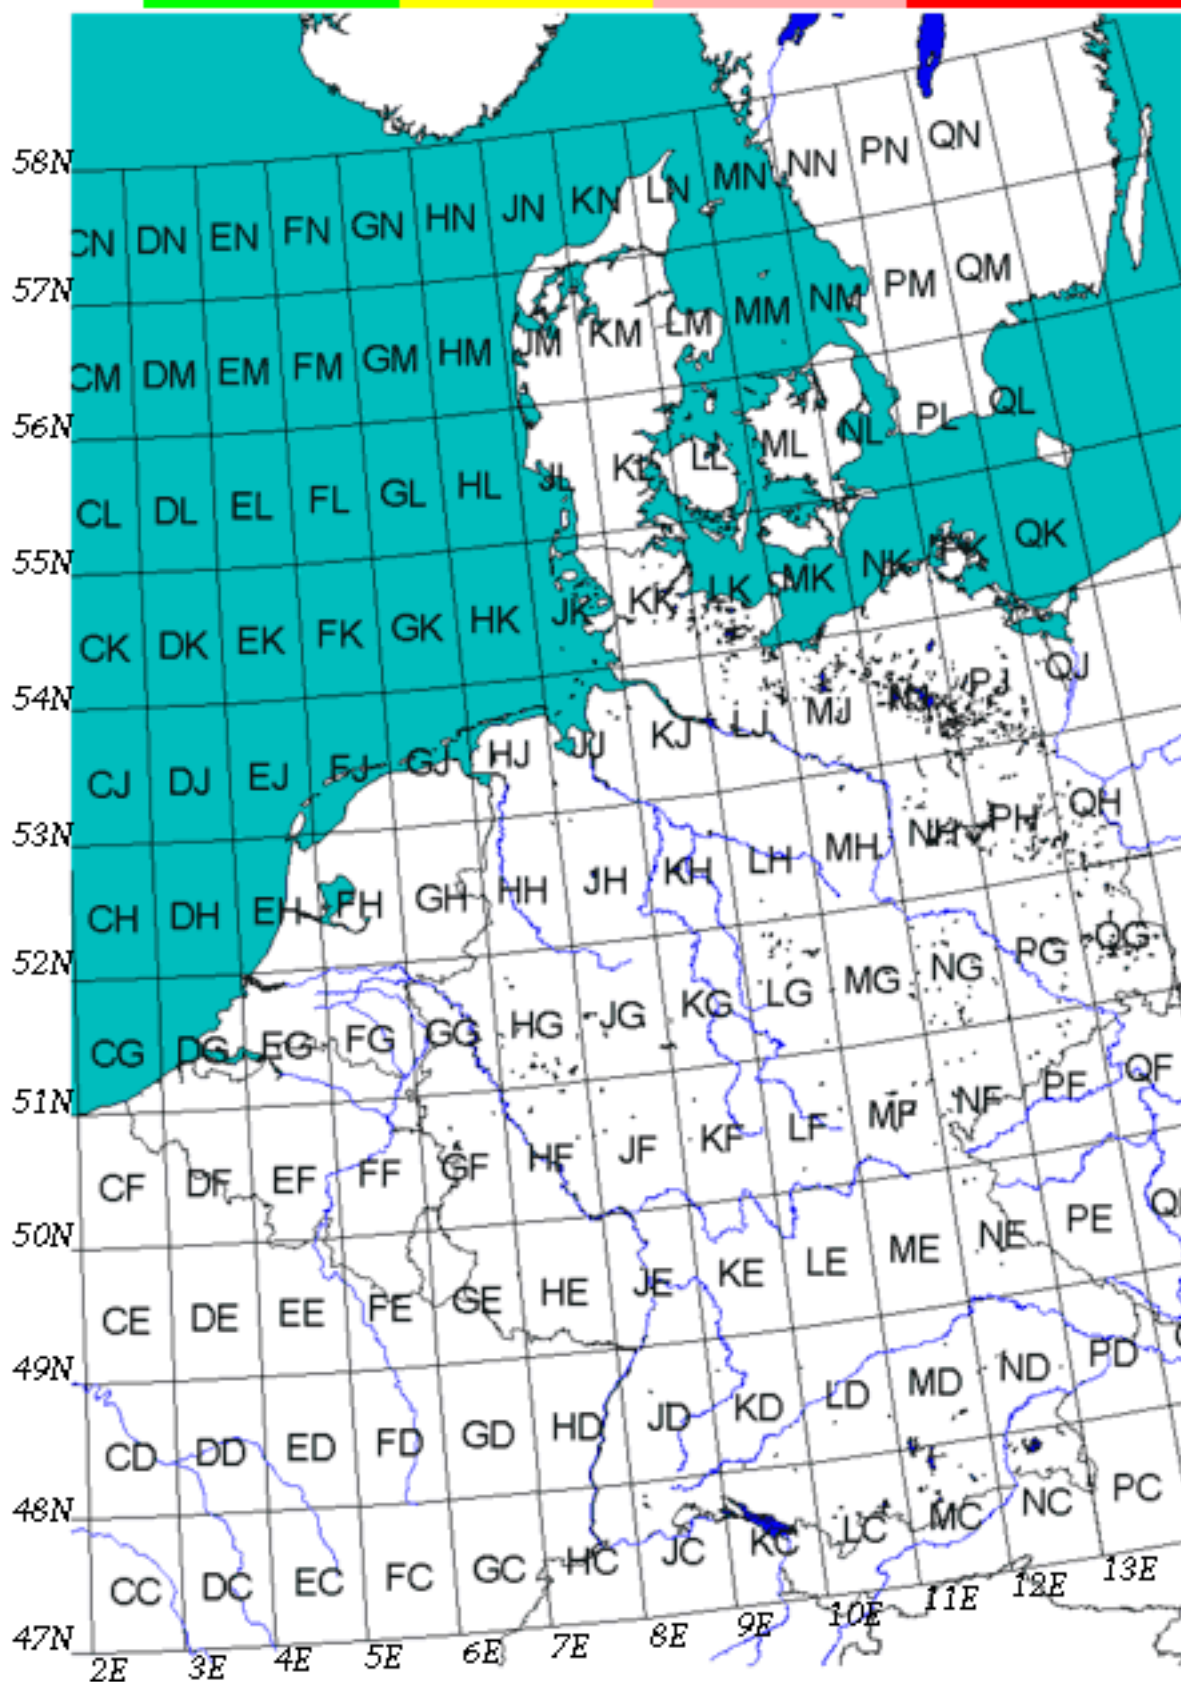 58N
CN DN EN FN GN HN JN KN LN MN NN PN QN
57N
CM DM EM FM GM HM JM KM LM MM NM PM QM
56N
CL DL EL FL GL HL JL KL LL ML NL PL QL
55N
CK DK EK FK GK HK JK KK LK MK NK PK QK
54N
CJ DJ EJ FJ GJ HJ JJ KJ LJ MJ NJ PJ QJ
53N
CH DH EH FH GH HH JH KH LH MH NH PH QH
52N
CG DG EG FG GG HG JG KG LG MG NG PG QG
51N
CF DF EF FF GF HF JF KF LF MF NF PF QF
50N
CE DE EE FE GE HE JE KE LE ME NE PE
49N
CD DD ED FD GD HD JD KD LD MD ND PD
48N
CC DC EC FC GC HC JC KC LC MC NC PC
47N
2E 3E 4E 5E 6E 7E 8E 9E 10E 11E 12E 13E